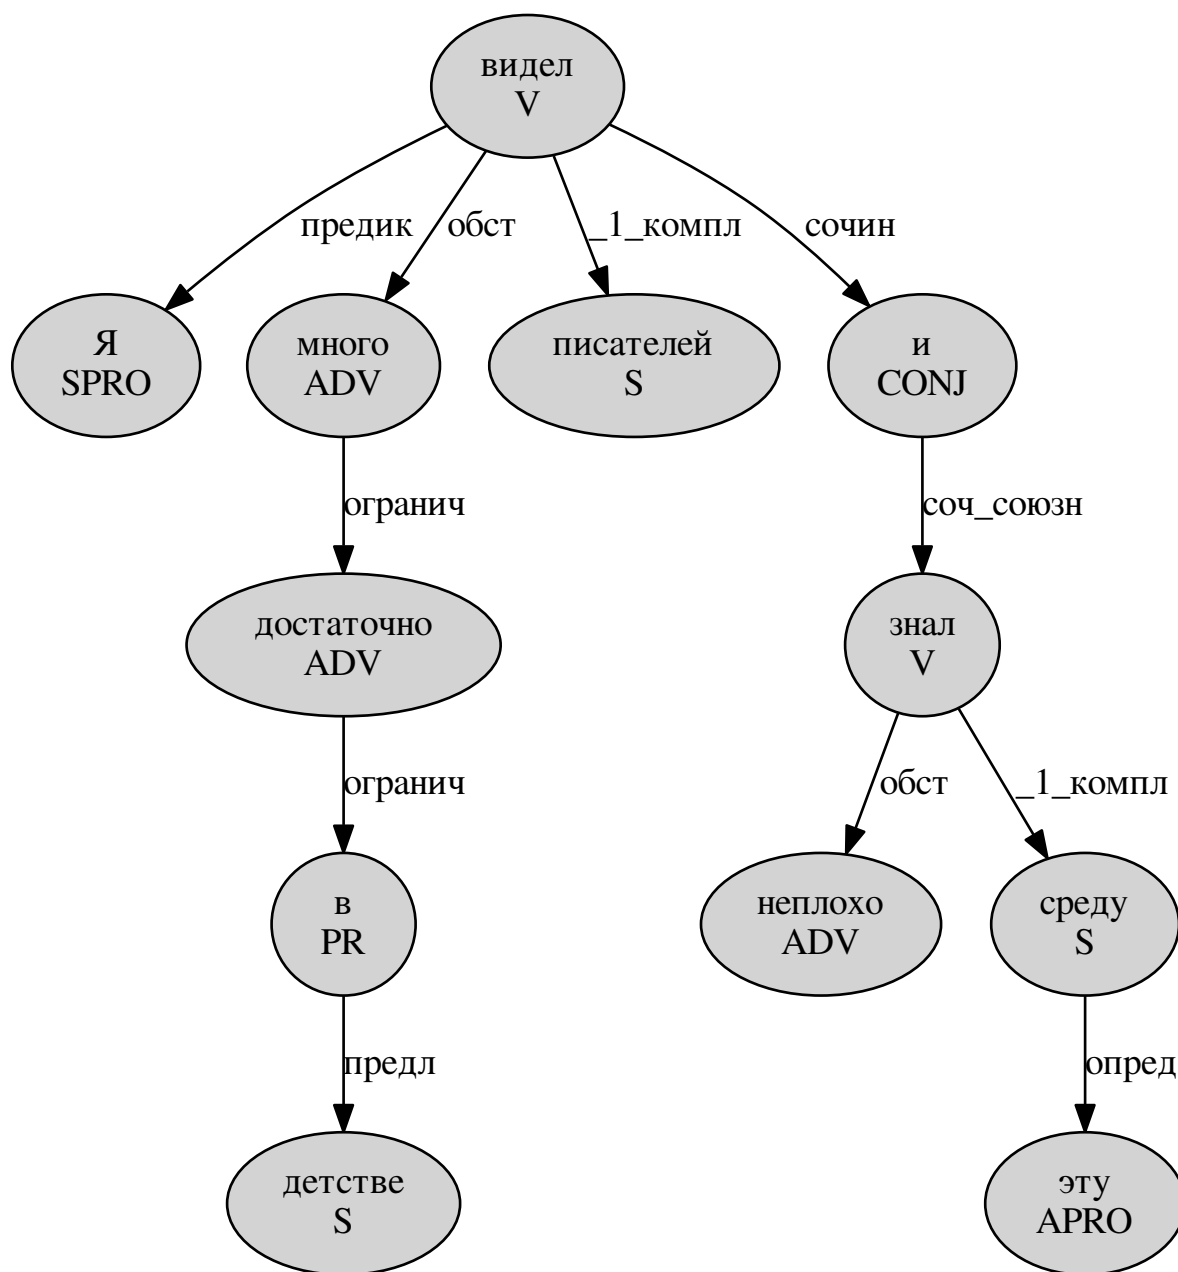 видел
V
предик
обст
_1_компл
сочин
Я
SPRO
много
ADV
писателей
S
и
CONJ
огранич
соч_союзн
достаточно
ADV
знал
V
огранич
обст
_1_компл
в
PR
неплохо
ADV
среду
S
предл
опред
детстве
S
эту
APRO